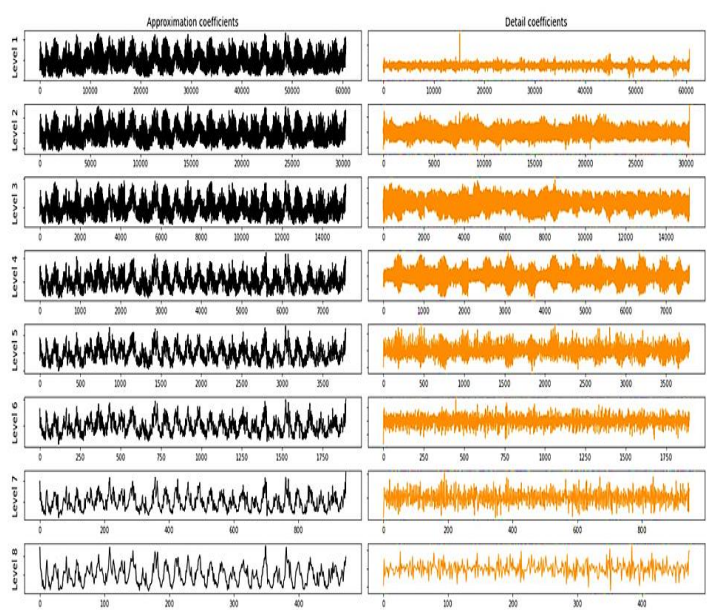 Approximation coefficients Detail coefficients
Level 1
0 10000 20000 30000 40000 50000 60000 0 10000 20000 30000 40000 50000 60000
Level 2
0 5000 10000 15000 20000 25000 30000 0 5000 10000 15000 20000 25000 30000
Level 3
0 2000 4000 6000 8000 10000 12000 14000 0 2000 4000 6000 8000 10000 12000 14000
Level 4
0 1000 2000 3000 4000 5000 6000 7000 0 1000 2000 3000 4000 5000 6000 7000
Level 5
0 500 1000 1500 2000 2500 3000 3500 0 500 1000 1500 2000 2500 3000 3500
Level 6
0 250 500 750 1000 1250 1500 1750 0 250 500 750 1000 1250 1500 1750
Level 7
0 200 400 600 800 0 200 400 600 800
Level 8
0 100 200 300 400 0 100 200 300 400